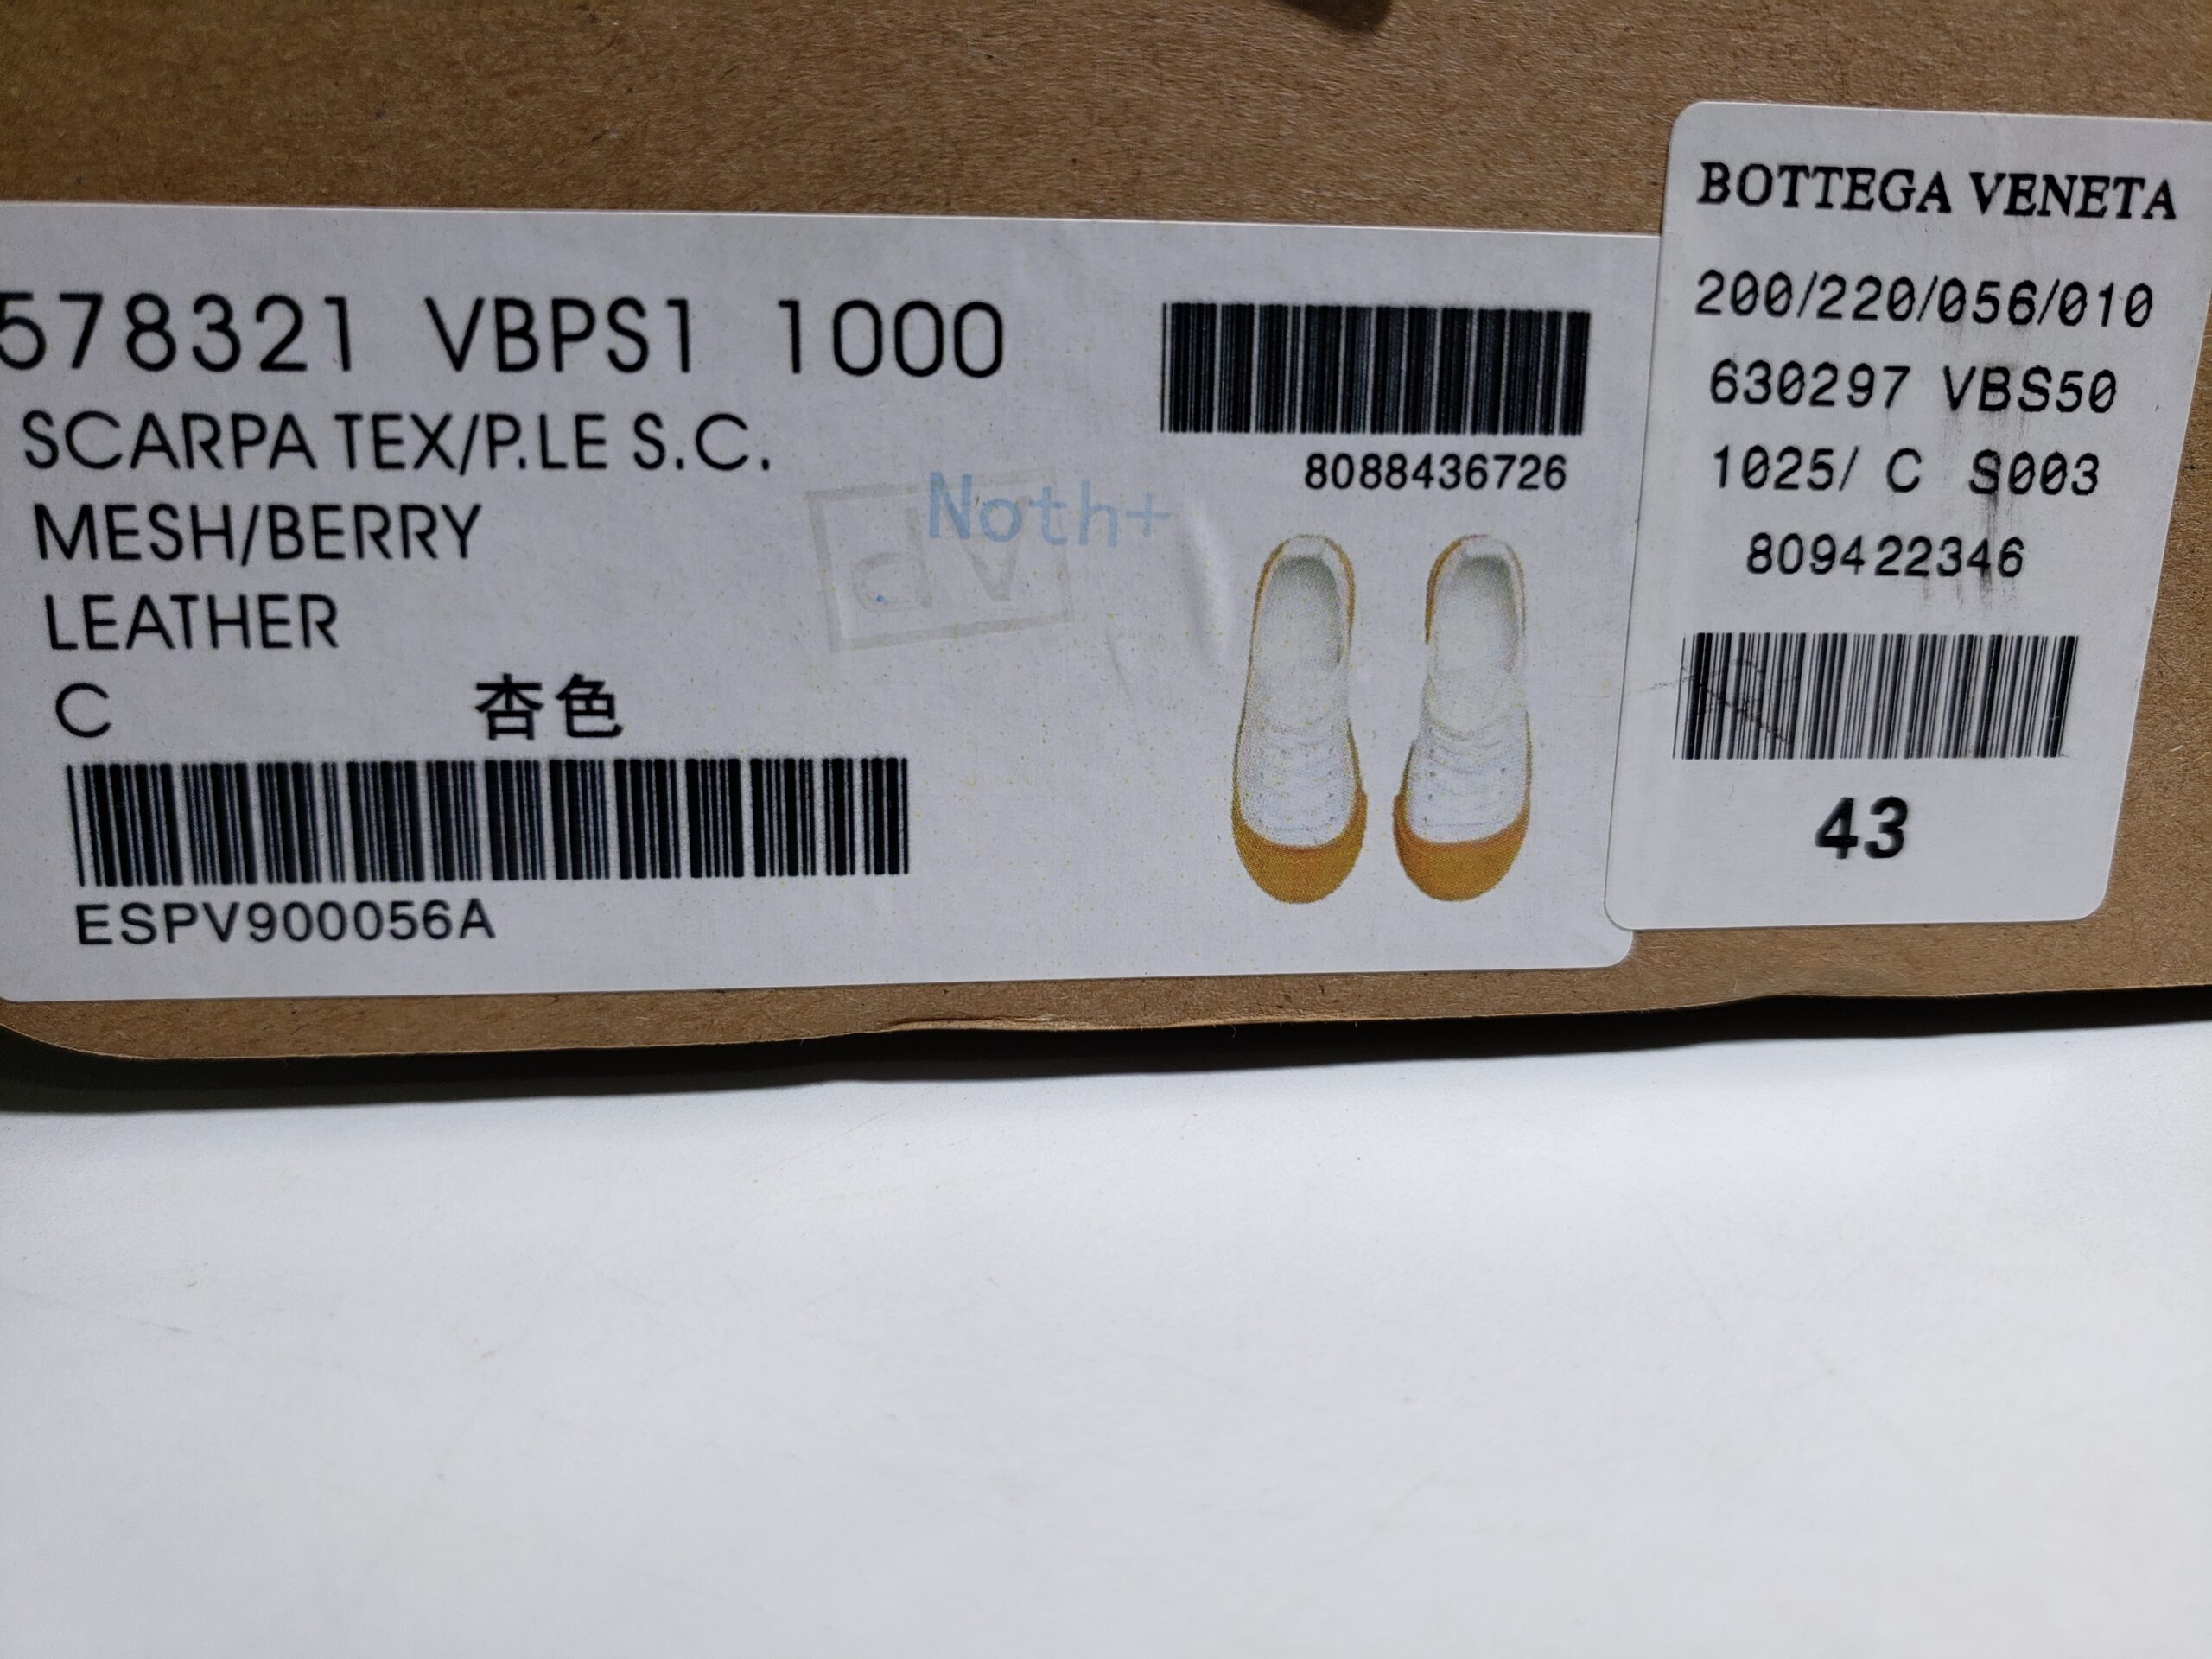 578321 VBPS1 1000
SCARPA TEX/P.LE S.C.
MESH/BERRY
LEATHER
C 杏色
ESPV900056A
8088436726
Noth+
BOTTEGA VENETA
200/220/056/010
630297 VBS50
1025/ C S003
809422346
43